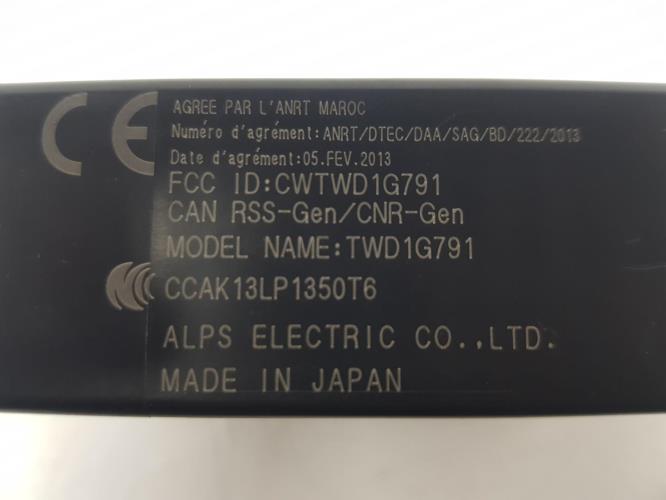 CE
AGREE PAR L'ANRT MAROC
Numéro d'agrément:ANRT/DTEC/DAA/SAG/BD/222/2013
Date d'agrément:05.FEV.2013
FCC ID:CWTWD1G791
CAN RSS-Gen/CNR-Gen
MODEL NAME:TWD1G791
CCAK13LP1350T6
ALPS ELECTRIC CO.,LTD.
MADE IN JAPAN